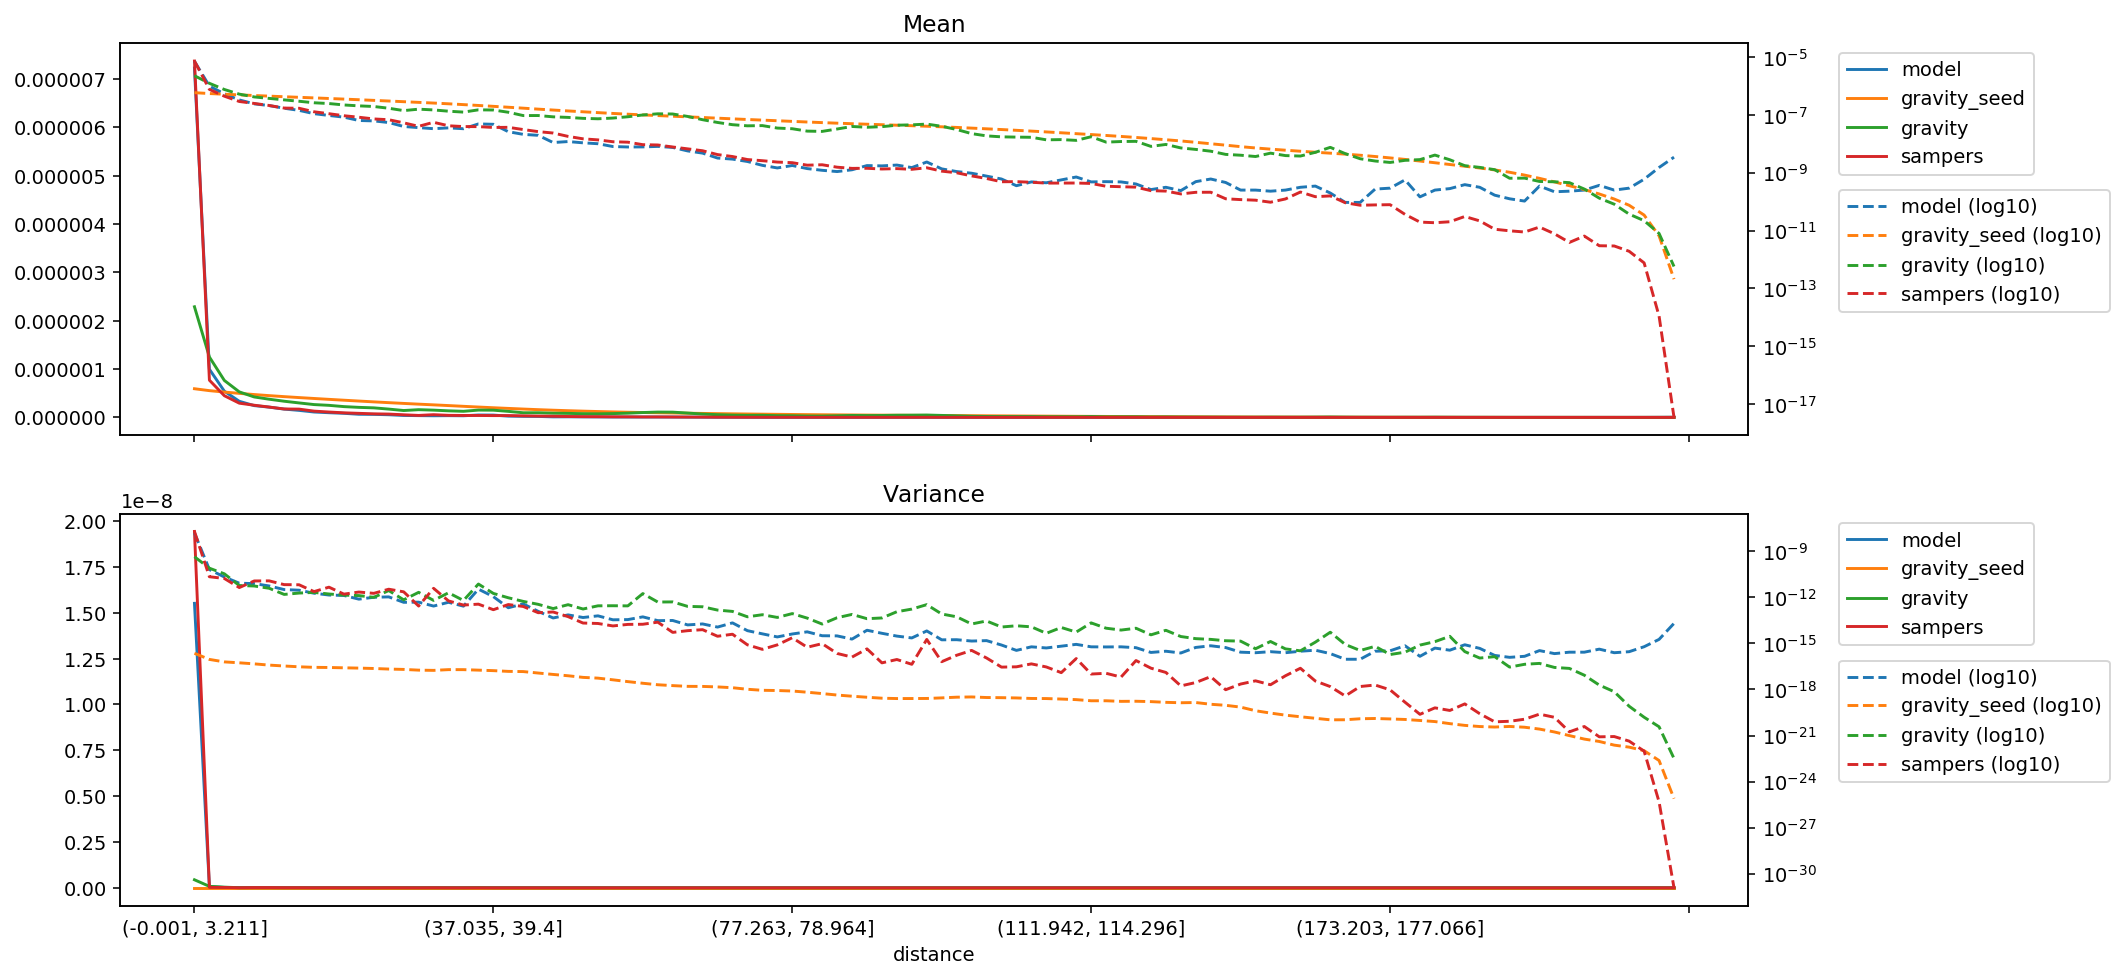 Mean
0.000007
0.000006
0.000005
0.000004
0.000003
0.000002
0.000001
0.000000
10⁻⁵
10⁻⁷
10⁻⁹
10⁻¹¹
10⁻¹³
10⁻¹⁵
10⁻¹⁷
model
gravity_seed
gravity
sampers
model (log10)
gravity_seed (log10)
gravity (log10)
sampers (log10)
Variance
1e−8
2.00
1.75
1.50
1.25
1.00
0.75
0.50
0.25
0.00
10⁻⁹
10⁻¹²
10⁻¹⁵
10⁻¹⁸
10⁻²¹
10⁻²⁴
10⁻²⁷
10⁻³⁰
model
gravity_seed
gravity
sampers
model (log10)
gravity_seed (log10)
gravity (log10)
sampers (log10)
(-0.001, 3.211] (37.035, 39.4] (77.263, 78.964] (111.942, 114.296] (173.203, 177.066]
distance